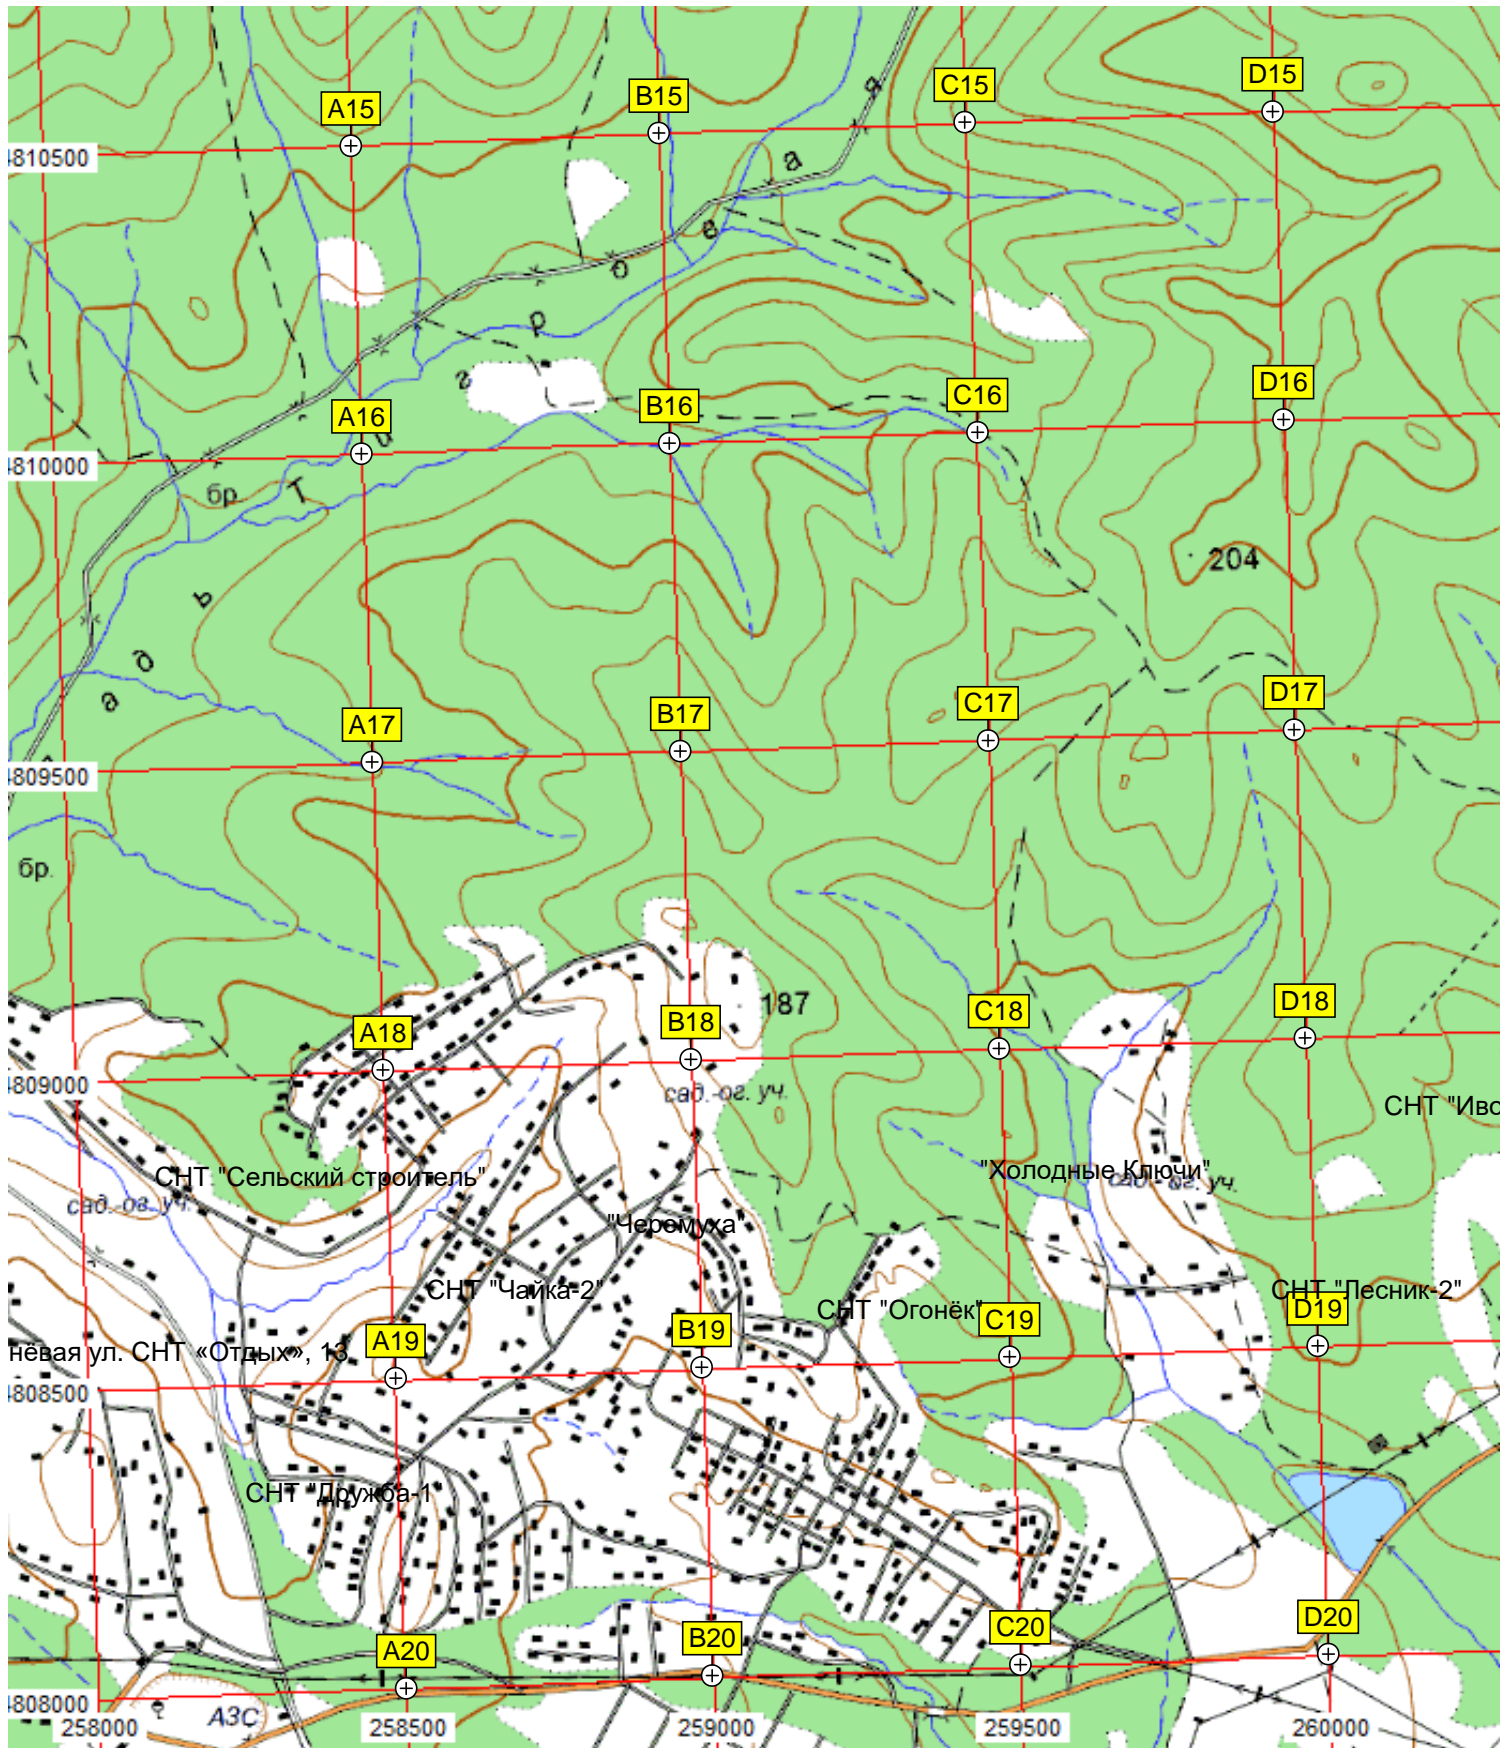 A15
B15
C15
D15
4810500
A16
B16
C16
D16
4810000
бр.
204
A17
B17
C17
D17
4809500
бр.
187
A18
B18
C18
D18
4809000
сад.-ог. уч.
СНТ "Иво
СНТ "Сельский строитель"
"Холодные Ключи"
сад.-ог. уч.
сад.-ог. уч.
"Черемуха"
СНТ "Чайка-2"
СНТ "Огонёк"
СНТ "Лесник-2"
A19
B19
C19
D19
нёвая ул. СНТ «Отдых», 13
4808500
СНТ "Дружба-1"
A20
B20
C20
D20
4808000
АЗС
258000
258500
259000
259500
260000
падь Тигровая